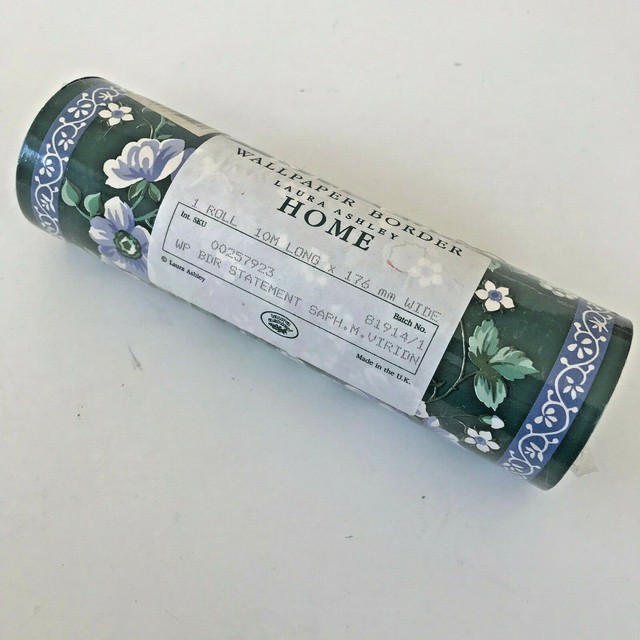 WALLPAPER BORDER
LAURA ASHLEY
HOME
1 ROLL 10M LONG x 176 mm WIDE
Int. SKU
Batch No.
00257923
81914/1
WP BDR STATEMENT SAPH.M.VIRIDN
© Laura Ashley
Made in the U.K.